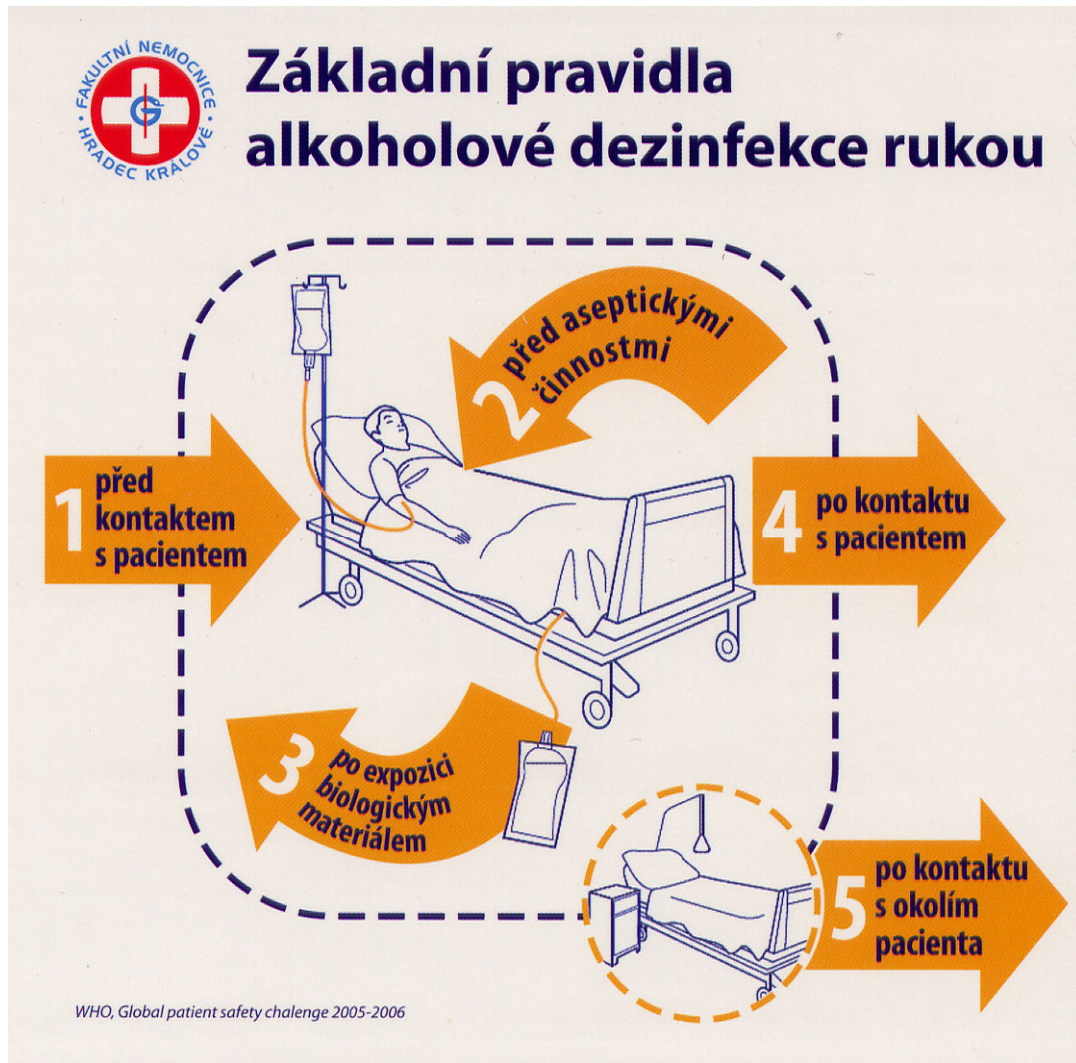 FAKULTNÍ NEMOCNICE
HRADEC KRÁLOVÉ
Základní pravidla
alkoholové dezinfekce rukou
1 před
kontaktem
s pacientem
2 před aseptickými
činnostmi
3 po expozici
biologickým
materiálem
4 po kontaktu
s pacientem
5 po kontaktu
s okolím
pacienta
WHO, Global patient safety chalenge 2005-2006